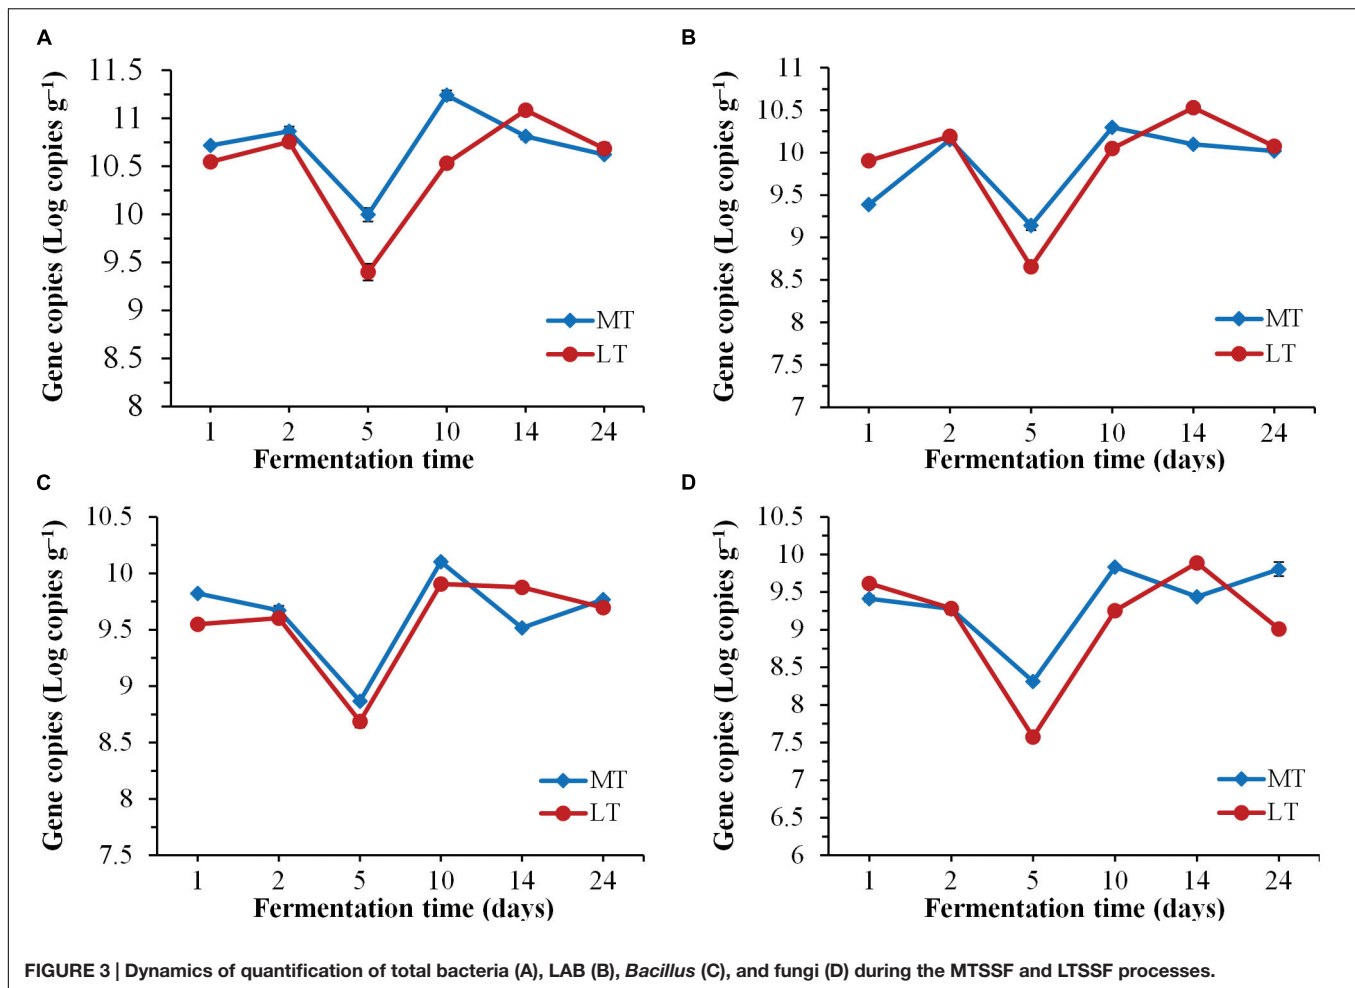 A
Gene copies (Log copies g⁻¹)
11.5
11
10.5
10
9.5
9
8.5
8
MT
LT
1 2 5 10 14 24
Fermentation time
B
Gene copies (Log copies g⁻¹)
11
10.5
10
9.5
9
8.5
8
7.5
7
MT
LT
1 2 5 10 14 24
Fermentation time (days)
C
Gene copies (Log copies g⁻¹)
10.5
10
9.5
9
8.5
8
7.5
MT
LT
1 2 5 10 14 24
Fermentation time (days)
D
Gene copies (Log copies g⁻¹)
10.5
10
9.5
9
8.5
8
7.5
7
6.5
6
MT
LT
1 2 5 10 14 24
Fermentation time (days)
FIGURE 3 | Dynamics of quantification of total bacteria (A), LAB (B), Bacillus (C), and fungi (D) during the MTSSF and LTSSF processes.